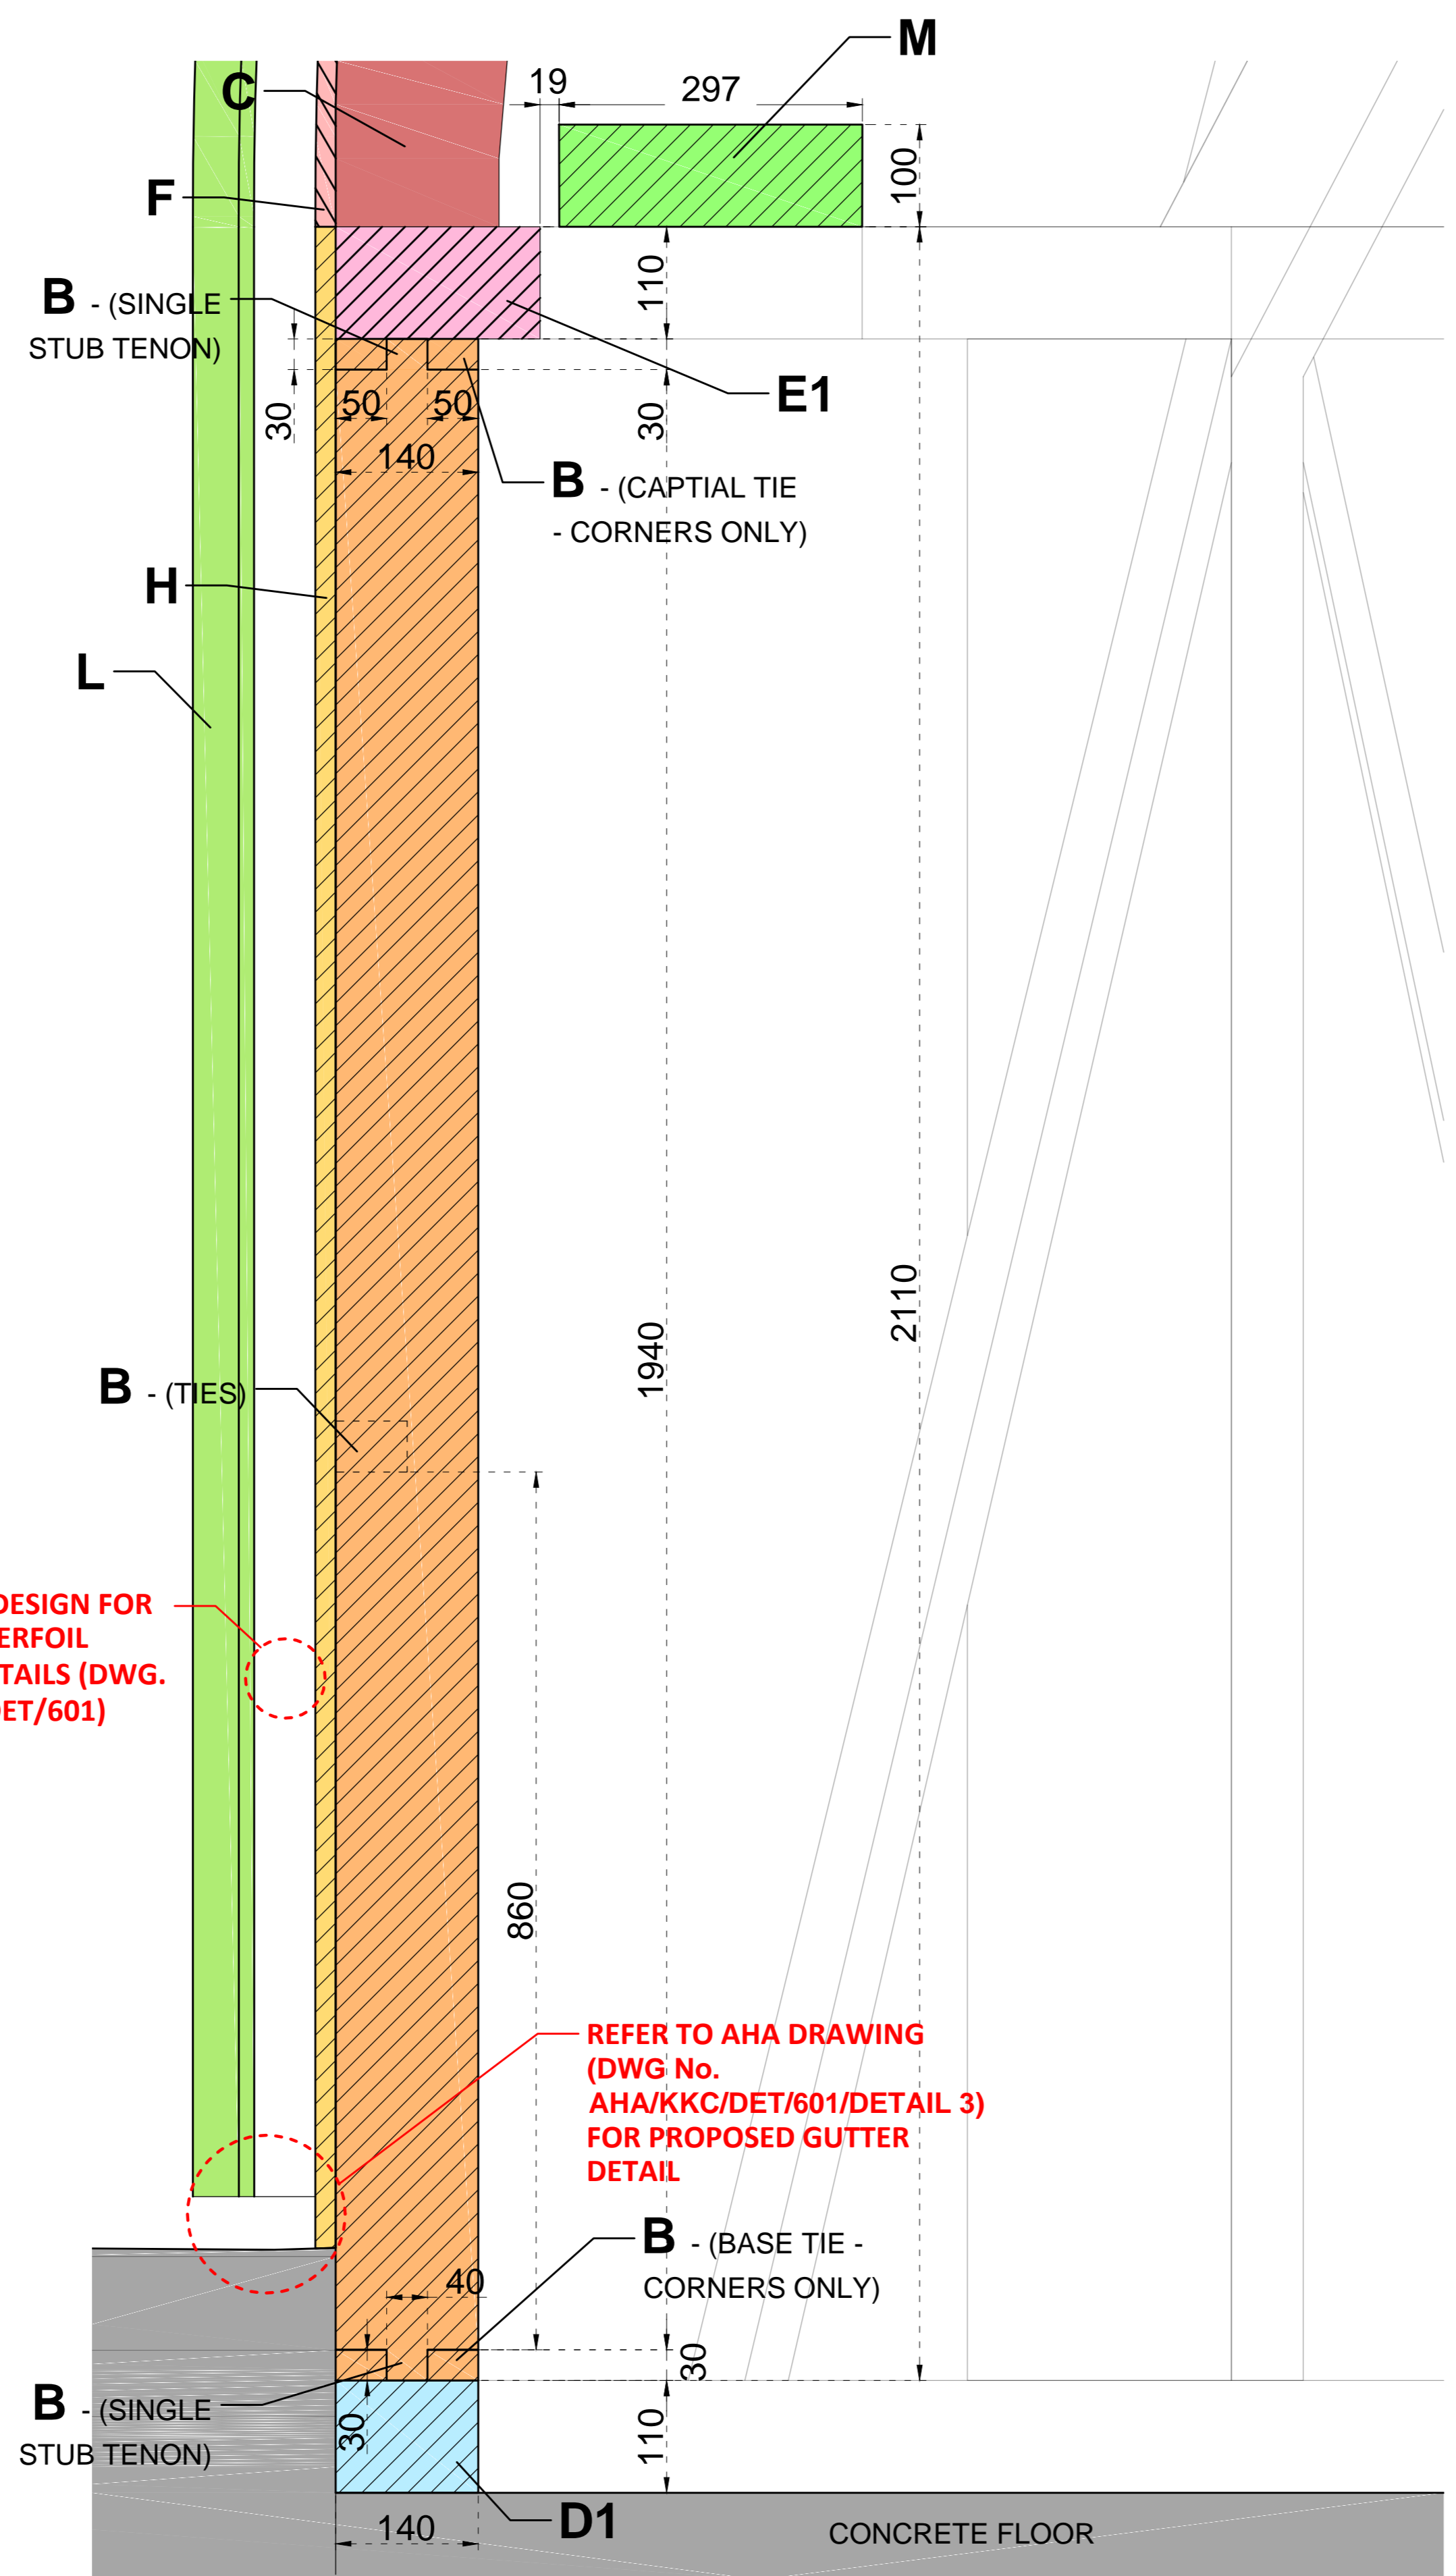 M
C
19
297
100
F
B - (SINGLE
STUB TENON)
110
30
50
50
30
E1
140
B - (CAPTIAL TIE
- CORNERS ONLY)
H
L
2110
1940
B - (TIES)
DESIGN FOR
ERFOIL
TAILS (DWG.
DET/601)
860
REFER TO AHA DRAWING
(DWG No.
AHA/KKC/DET/601/DETAIL 3)
FOR PROPOSED GUTTER
DETAIL
B - (BASE TIE -
CORNERS ONLY)
40
30
B - (SINGLE
STUB TENON)
30
110
D1
140
CONCRETE FLOOR